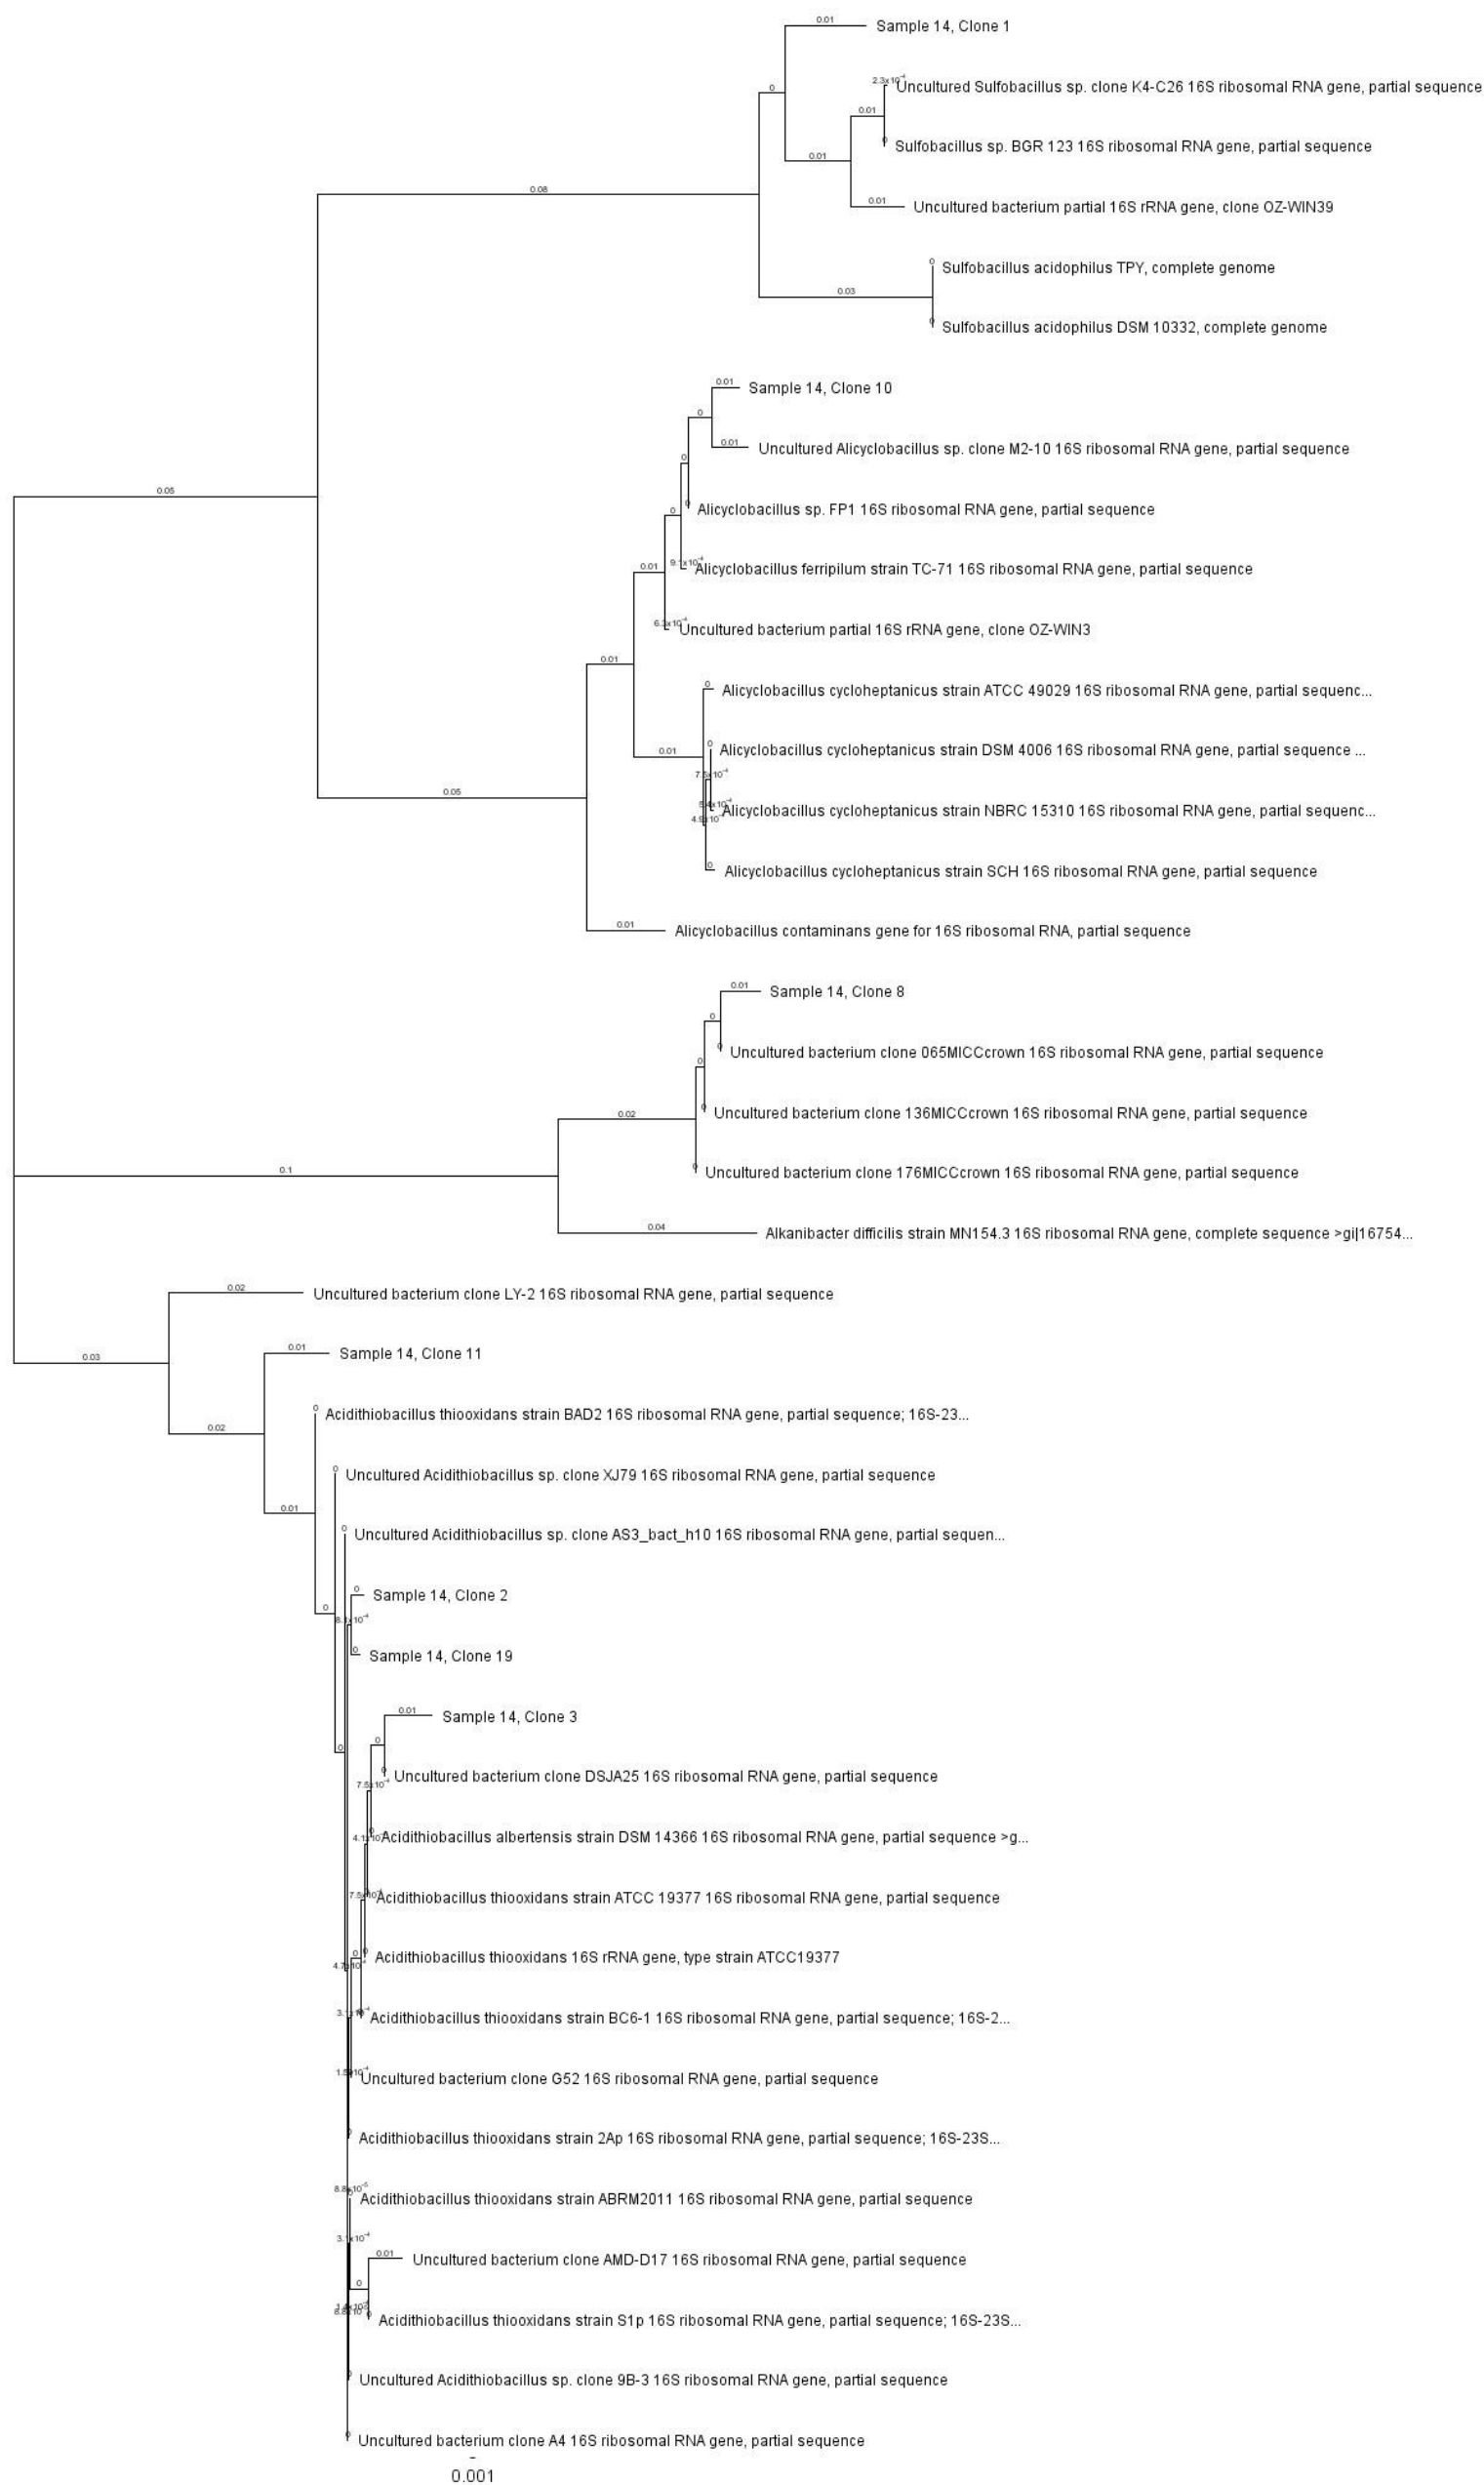 0.01
Sample 14, Clone 1
2.3x10-4
Uncultured Sulfobacillus sp. clone K4-C26 16S ribosomal RNA gene, partial sequence
0
0.01
0
Sulfobacillus sp. BGR 123 16S ribosomal RNA gene, partial sequence
0.01
0.01
Uncultured bacterium partial 16S rRNA gene, clone OZ-WIN39
0.08
0
Sulfobacillus acidophilus TPY, complete genome
0.03
0
Sulfobacillus acidophilus DSM 10332, complete genome
0.01
Sample 14, Clone 10
0
0.01
Uncultured Alicyclobacillus sp. clone M2-10 16S ribosomal RNA gene, partial sequence
0
0.05
0
Alicyclobacillus sp. FP1 16S ribosomal RNA gene, partial sequence
0
0.01
Alicyclobacillus ferripilum strain TC-71 16S ribosomal RNA gene, partial sequence
Uncultured bacterium partial 16S rRNA gene, clone OZ-WIN3
0.01
0
Alicyclobacillus cycloheptanicus strain ATCC 49029 16S ribosomal RNA gene, partial sequenc...
0.01
0
Alicyclobacillus cycloheptanicus strain DSM 4006 16S ribosomal RNA gene, partial sequence ...
0.05
Alicyclobacillus cycloheptanicus strain NBRC 15310 16S ribosomal RNA gene, partial sequenc...
0
Alicyclobacillus cycloheptanicus strain SCH 16S ribosomal RNA gene, partial sequence
0.01
Alicyclobacillus contaminans gene for 16S ribosomal RNA, partial sequence
0.01
Sample 14, Clone 8
0
0
Uncultured bacterium clone 065MICCcrown 16S ribosomal RNA gene, partial sequence
0
0.02
0
Uncultured bacterium clone 136MICCcrown 16S ribosomal RNA gene, partial sequence
0.1
0
Uncultured bacterium clone 176MICCcrown 16S ribosomal RNA gene, partial sequence
0.04
Alkanibacter difficilis strain MN154.3 16S ribosomal RNA gene, complete sequence >gi|16754...
0.02
Uncultured bacterium clone LY-2 16S ribosomal RNA gene, partial sequence
0.03
0.01
Sample 14, Clone 11
0.02
0
Acidithiobacillus thiooxidans strain BAD2 16S ribosomal RNA gene, partial sequence; 16S-23...
0
Uncultured Acidithiobacillus sp. clone XJ79 16S ribosomal RNA gene, partial sequence
0.01
0
Uncultured Acidithiobacillus sp. clone AS3_bact_h10 16S ribosomal RNA gene, partial sequen...
0
0
Sample 14, Clone 2
0
Sample 14, Clone 19
0.01
Sample 14, Clone 3
0
0
0
Uncultured bacterium clone DSJA25 16S ribosomal RNA gene, partial sequence
0
Acidithiobacillus albertensis strain DSM 14366 16S ribosomal RNA gene, partial sequence >g...
Acidithiobacillus thiooxidans strain ATCC 19377 16S ribosomal RNA gene, partial sequence
0
0
Acidithiobacillus thiooxidans 16S rRNA gene, type strain ATCC19377
Acidithiobacillus thiooxidans strain BC6-1 16S ribosomal RNA gene, partial sequence; 16S-2...
Uncultured bacterium clone G52 16S ribosomal RNA gene, partial sequence
0
Acidithiobacillus thiooxidans strain 2Ap 16S ribosomal RNA gene, partial sequence; 16S-23S...
Acidithiobacillus thiooxidans strain ABRM2011 16S ribosomal RNA gene, partial sequence
0.01
Uncultured bacterium clone AMD-D17 16S ribosomal RNA gene, partial sequence
0
0
Acidithiobacillus thiooxidans strain S1p 16S ribosomal RNA gene, partial sequence; 16S-23S...
0
Uncultured Acidithiobacillus sp. clone 9B-3 16S ribosomal RNA gene, partial sequence
0
Uncultured bacterium clone A4 16S ribosomal RNA gene, partial sequence
0.001